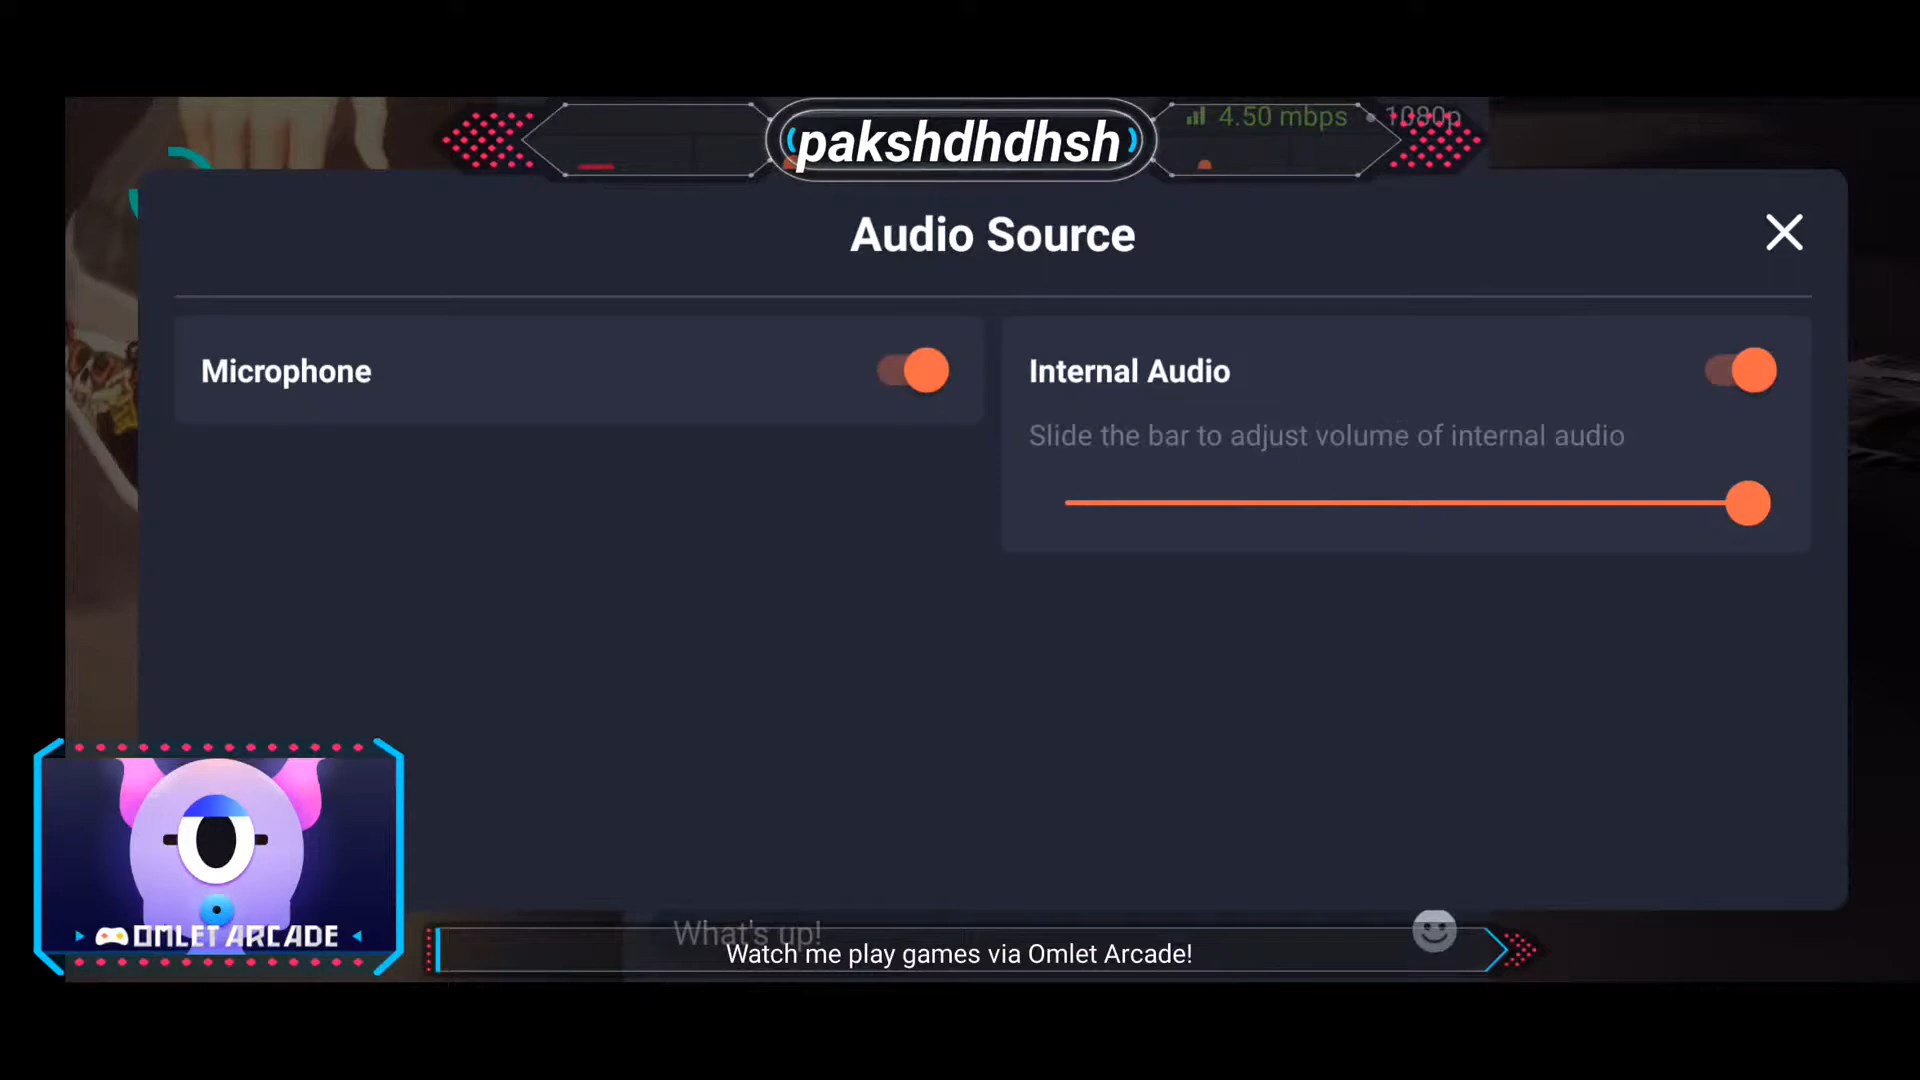 pakshdhdhsh
4.50 mbps • 1080p
Audio Source
Microphone
Internal Audio
Slide the bar to adjust volume of internal audio
OMLET ARCADE
What's up!
Watch me play games via Omlet Arcade!